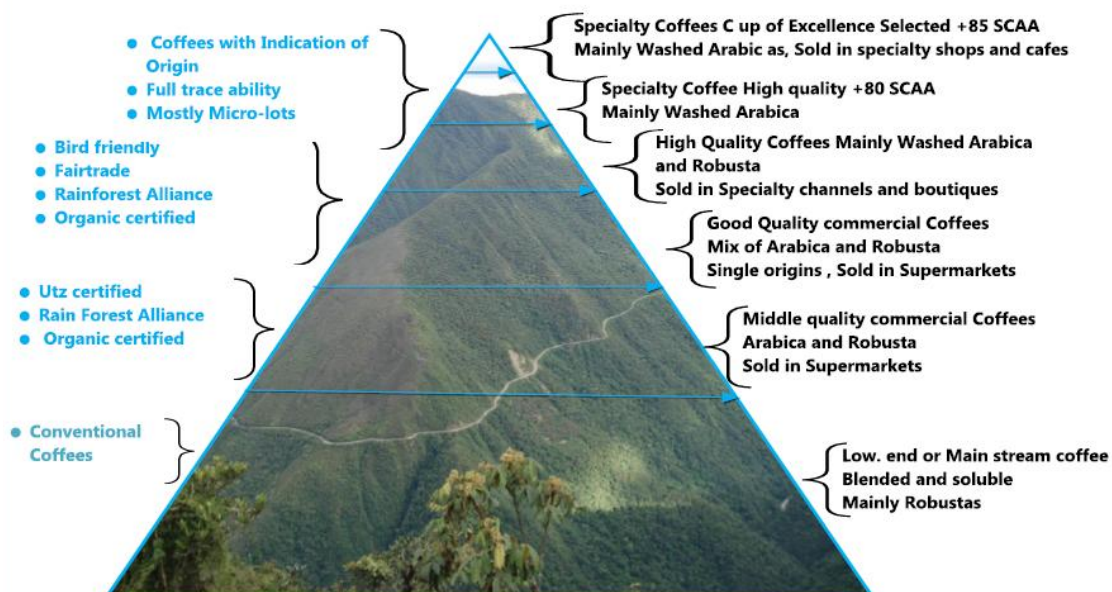 Coffees with Indication of
Origin
Full trace ability
Mostly Micro-lots
Bird friendly
Fairtrade
Rainforest Alliance
Organic certified
Utz certified
Rain Forest Alliance
Organic certified
Conventional
Coffees
Specialty Coffees C up of Excellence Selected +85 SCAA
Mainly Washed Arabic as, Sold in specialty shops and cafes
Specialty Coffee High quality +80 SCAA
Mainly Washed Arabica
High Quality Coffees Mainly Washed Arabica
and Robusta
Sold in Specialty channels and boutiques
Good Quality commercial Coffees
Mix of Arabica and Robusta
Single origins , Sold in Supermarkets
Middle quality commercial Coffees
Arabica and Robusta
Sold in Supermarkets
Low. end or Main stream coffee
Blended and soluble
Mainly Robustas